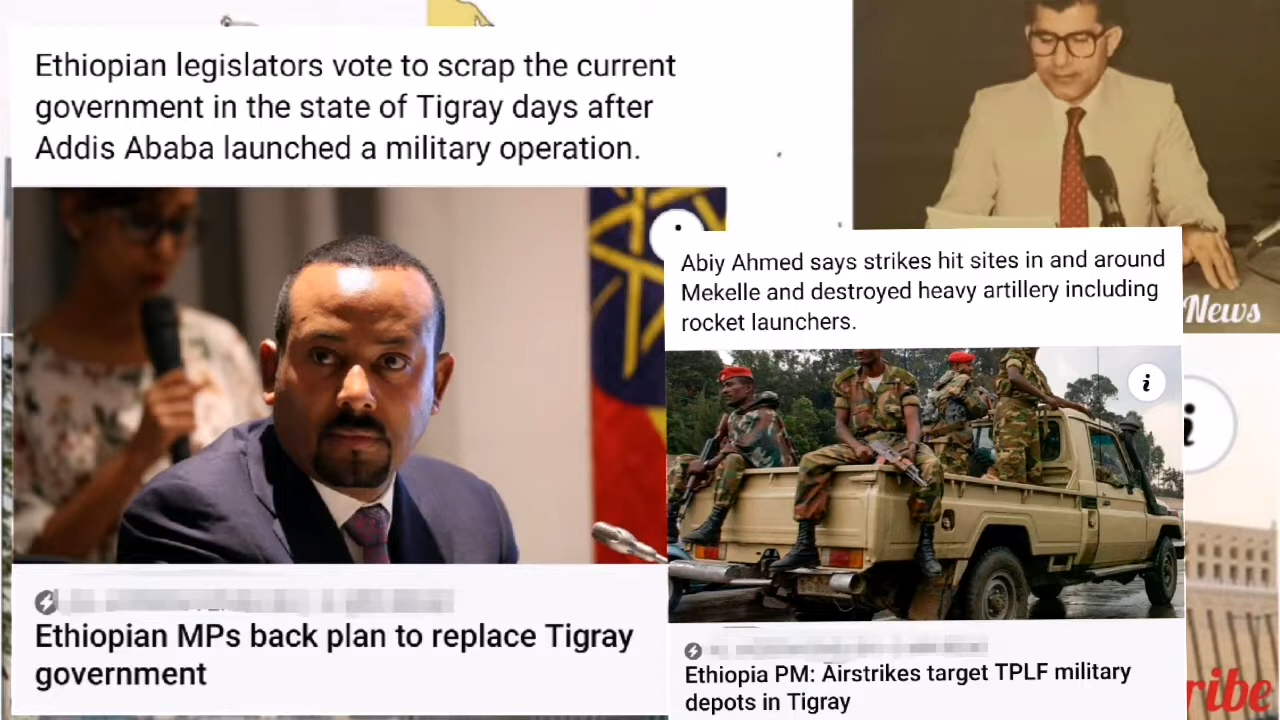 Ethiopian legislators vote to scrap the current
government in the state of Tigray days after
Addis Ababa launched a military operation.
Ethiopian MPs back plan to replace Tigray
government
Abiy Ahmed says strikes hit sites in and around
Mekelle and destroyed heavy artillery including
rocket launchers.
i
Ethiopia PM: Airstrikes target TPLF military
depots in Tigray
News
i
ribe